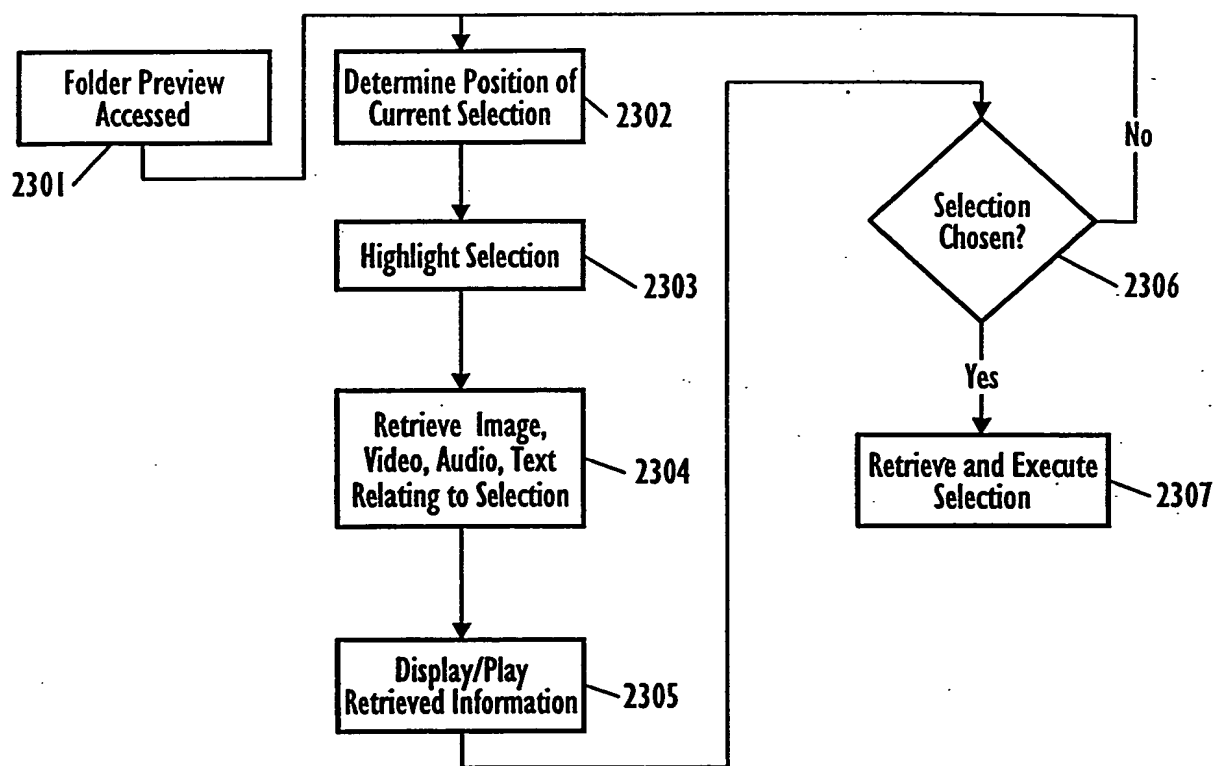 Folder Preview
Accessed
2301
Determine Position of
Current Selection
2302
Highlight Selection
2303
Retrieve Image,
Video, Audio, Text
Relating to Selection
2304
Display/Play
Retrieved Information
2305
Selection
Chosen?
2306
No
Yes
Retrieve and Execute
Selection
2307